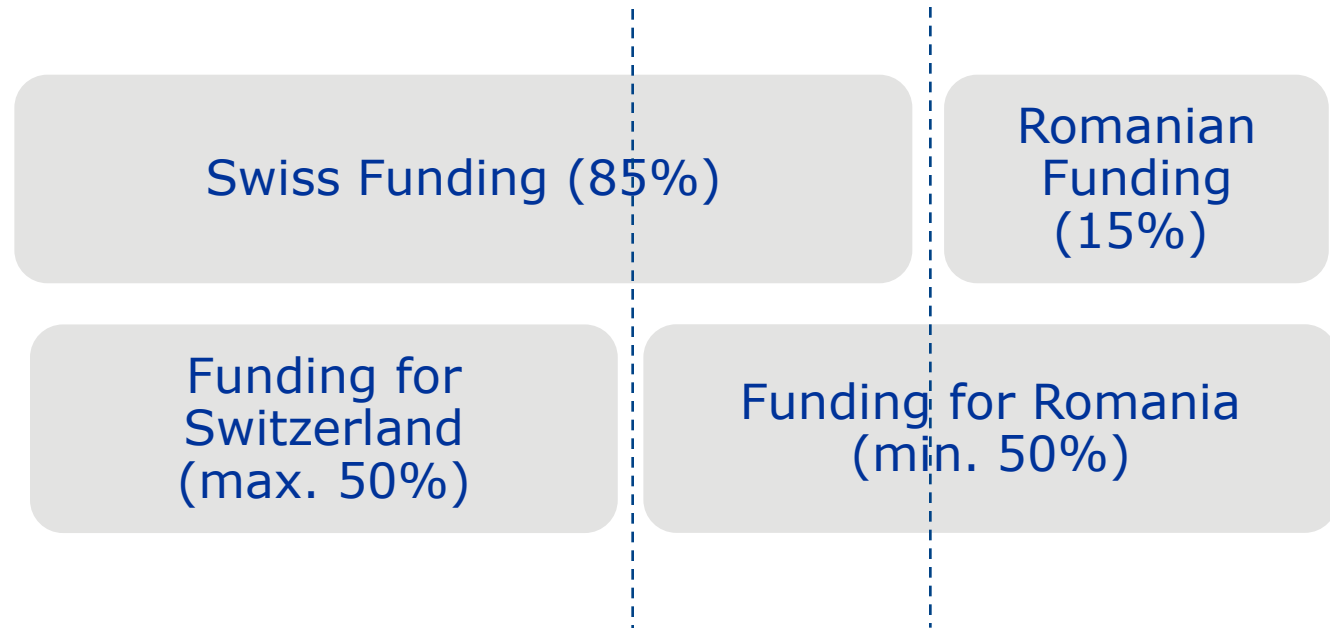 Swiss Funding (85%)
Romanian
Funding
(15%)
Funding for
Switzerland
(max. 50%)
Funding for Romania
(min. 50%)